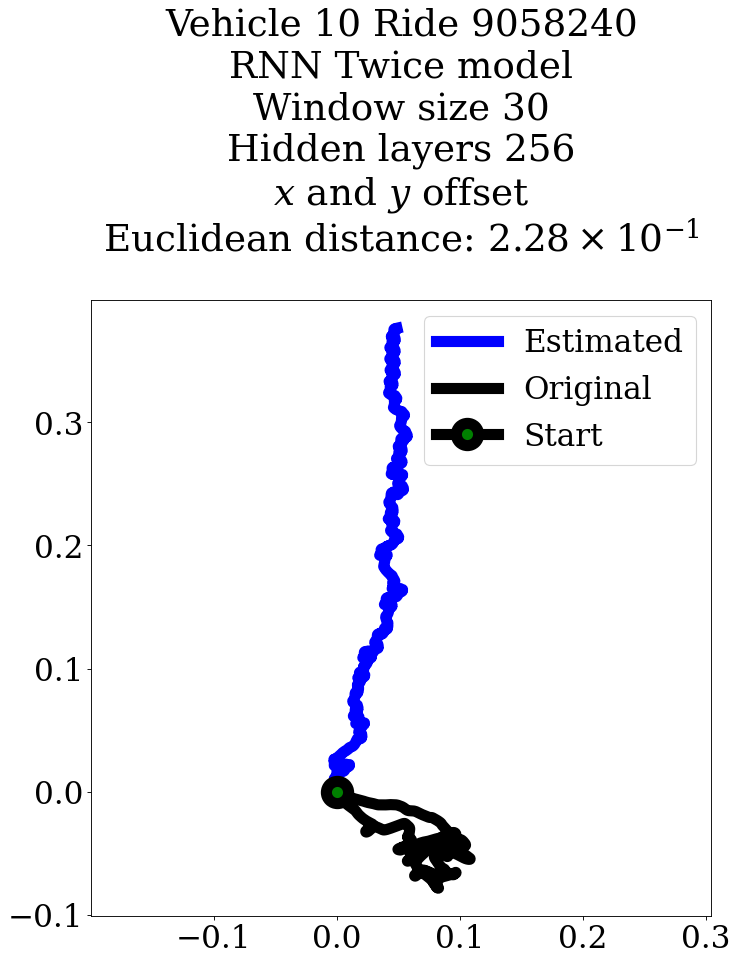 Vehicle 10 Ride 9058240
RNN Twice model
Window size 30
Hidden layers 256
x and y offset
Euclidean distance: 2.28 × 10⁻¹
Estimated
Original
Start
0.3
0.2
0.1
0.0
−0.1
−0.1 0.0 0.1 0.2 0.3